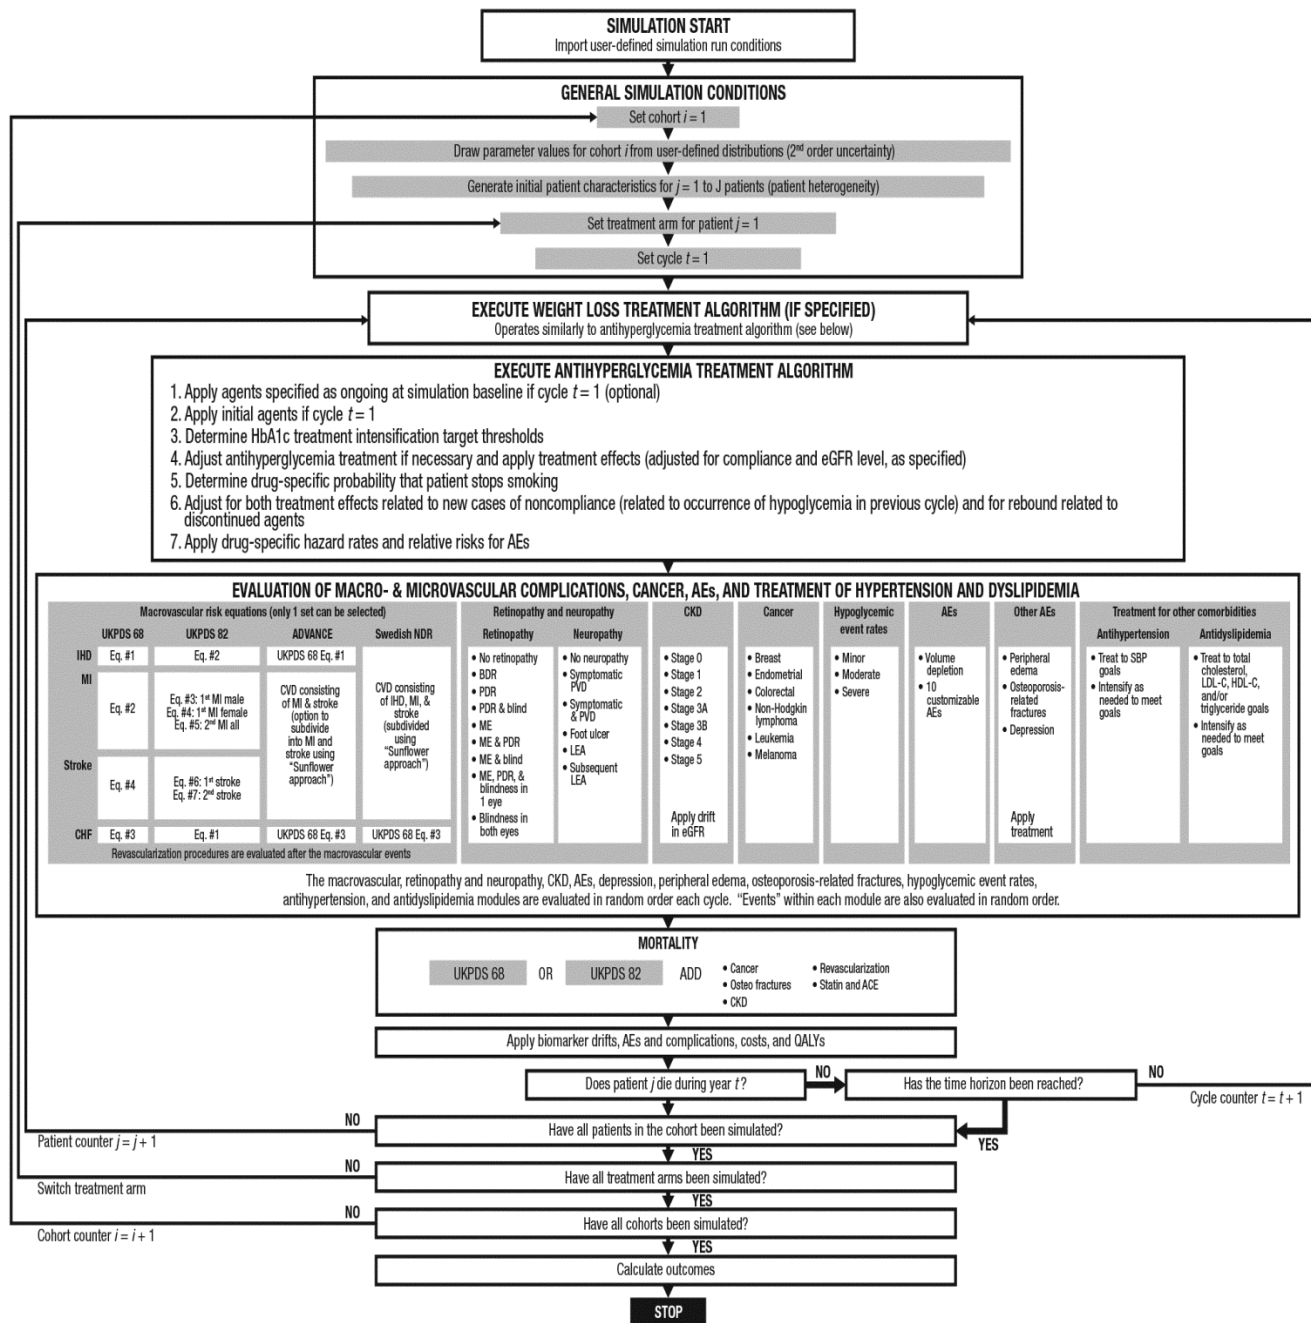 SIMULATION START
Import user-defined simulation run conditions
GENERAL SIMULATION CONDITIONS
Set cohort i = 1
Draw parameter values for cohort i from user-defined distributions (2nd order uncertainty)
Generate initial patient characteristics for j = 1 to J patients (patient heterogeneity)
Set treatment arm for patient j = 1
Set cycle t = 1
EXECUTE WEIGHT LOSS TREATMENT ALGORITHM (IF SPECIFIED)
Operates similarly to antihyperglycemia treatment algorithm (see below)
EXECUTE ANTIHYPERGLYCEMIA TREATMENT ALGORITHM
1. Apply agents specified as ongoing at simulation baseline if cycle t = 1 (optional)
2. Apply initial agents if cycle t = 1
3. Determine HbA1c treatment intensification target thresholds
4. Adjust antihyperglycemia treatment if necessary and apply treatment effects (adjusted for compliance and eGFR level, as specified)
5. Determine drug-specific probability that patient stops smoking
6. Adjust for both treatment effects related to new cases of noncompliance (related to occurrence of hypoglycemia in previous cycle) and for rebound related to
discontinued agents
7. Apply drug-specific hazard rates and relative risks for AEs
EVALUATION OF MACRO- & MICROVASCULAR COMPLICATIONS, CANCER, AEs, AND TREATMENT OF HYPERTENSION AND DYSLIPIDEMIA
Macrovascular risk equations (only 1 set can be selected)
UKPDS 68
UKPDS 82
ADVANCE
Swedish NDR
IHD
Eq. #1
Eq. #2
UKPDS 68 Eq. #1
MI
Eq. #2
Eq. #3: 1st MI male
Eq. #4: 1st MI female
Eq. #5: 2nd MI all
CVD consisting
of MI & stroke
(option to
subdivide
into MI and
stroke using
"Sunflower
approach")
CVD consisting
of IHD, MI, &
stroke
(subdivided
using
"Sunflower
approach")
Stroke
Eq. #4
Eq. #6: 1st stroke
Eq. #7: 2nd stroke
CHF
Eq. #3
Eq. #1
UKPDS 68 Eq. #3
UKPDS 68 Eq. #3
Revascularization procedures are evaluated after the macrovascular events
Retinopathy and neuropathy
Retinopathy
• No retinopathy
• BDR
• PDR
• PDR & blind
• ME
• ME & PDR
• ME & blind
• ME, PDR, &
blindness in
1 eye
• Blindness in
both eyes
Neuropathy
• No neuropathy
• Symptomatic
PVD
• Symptomatic
& PVD
• Foot ulcer
• LEA
• Subsequent
LEA
CKD
• Stage 0
• Stage 1
• Stage 2
• Stage 3A
• Stage 3B
• Stage 4
• Stage 5
Apply drift
in eGFR
Cancer
• Breast
• Endometrial
• Colorectal
• Non-Hodgkin
lymphoma
• Leukemia
• Melanoma
Hypoglycemic
event rates
• Minor
• Moderate
• Severe
AEs
• Volume
depletion
• 10
customizable
AEs
Other AEs
• Peripheral
edema
• Osteoporosis-
related
fractures
• Depression
Apply
treatment
Treatment for other comorbidities
Antihypertension
• Treat to SBP
goals
• Intensify as
needed to meet
goals
Antidyslipidemia
• Treat to total
cholesterol,
LDL-C, HDL-C,
and/or
triglyceride goals
• Intensify as
needed to meet
goals
The macrovascular, retinopathy and neuropathy, CKD, AEs, depression, peripheral edema, osteoporosis-related fractures, hypoglycemic event rates,
antihypertension, and antidyslipidemia modules are evaluated in random order each cycle. "Events" within each module are also evaluated in random order.
MORTALITY
UKPDS 68
OR
UKPDS 82
ADD
• Cancer
• Osteo fractures
• CKD
• Revascularization
• Statin and ACE
Apply biomarker drifts, AEs and complications, costs, and QALYs
Does patient j die during year t?
NO
Has the time horizon been reached?
NO
Cycle counter t = t + 1
YES
NO
Patient counter j = j + 1
Have all patients in the cohort been simulated?
YES
NO
Switch treatment arm
Have all treatment arms been simulated?
YES
NO
Cohort counter i = i + 1
Have all cohorts been simulated?
YES
Calculate outcomes
STOP